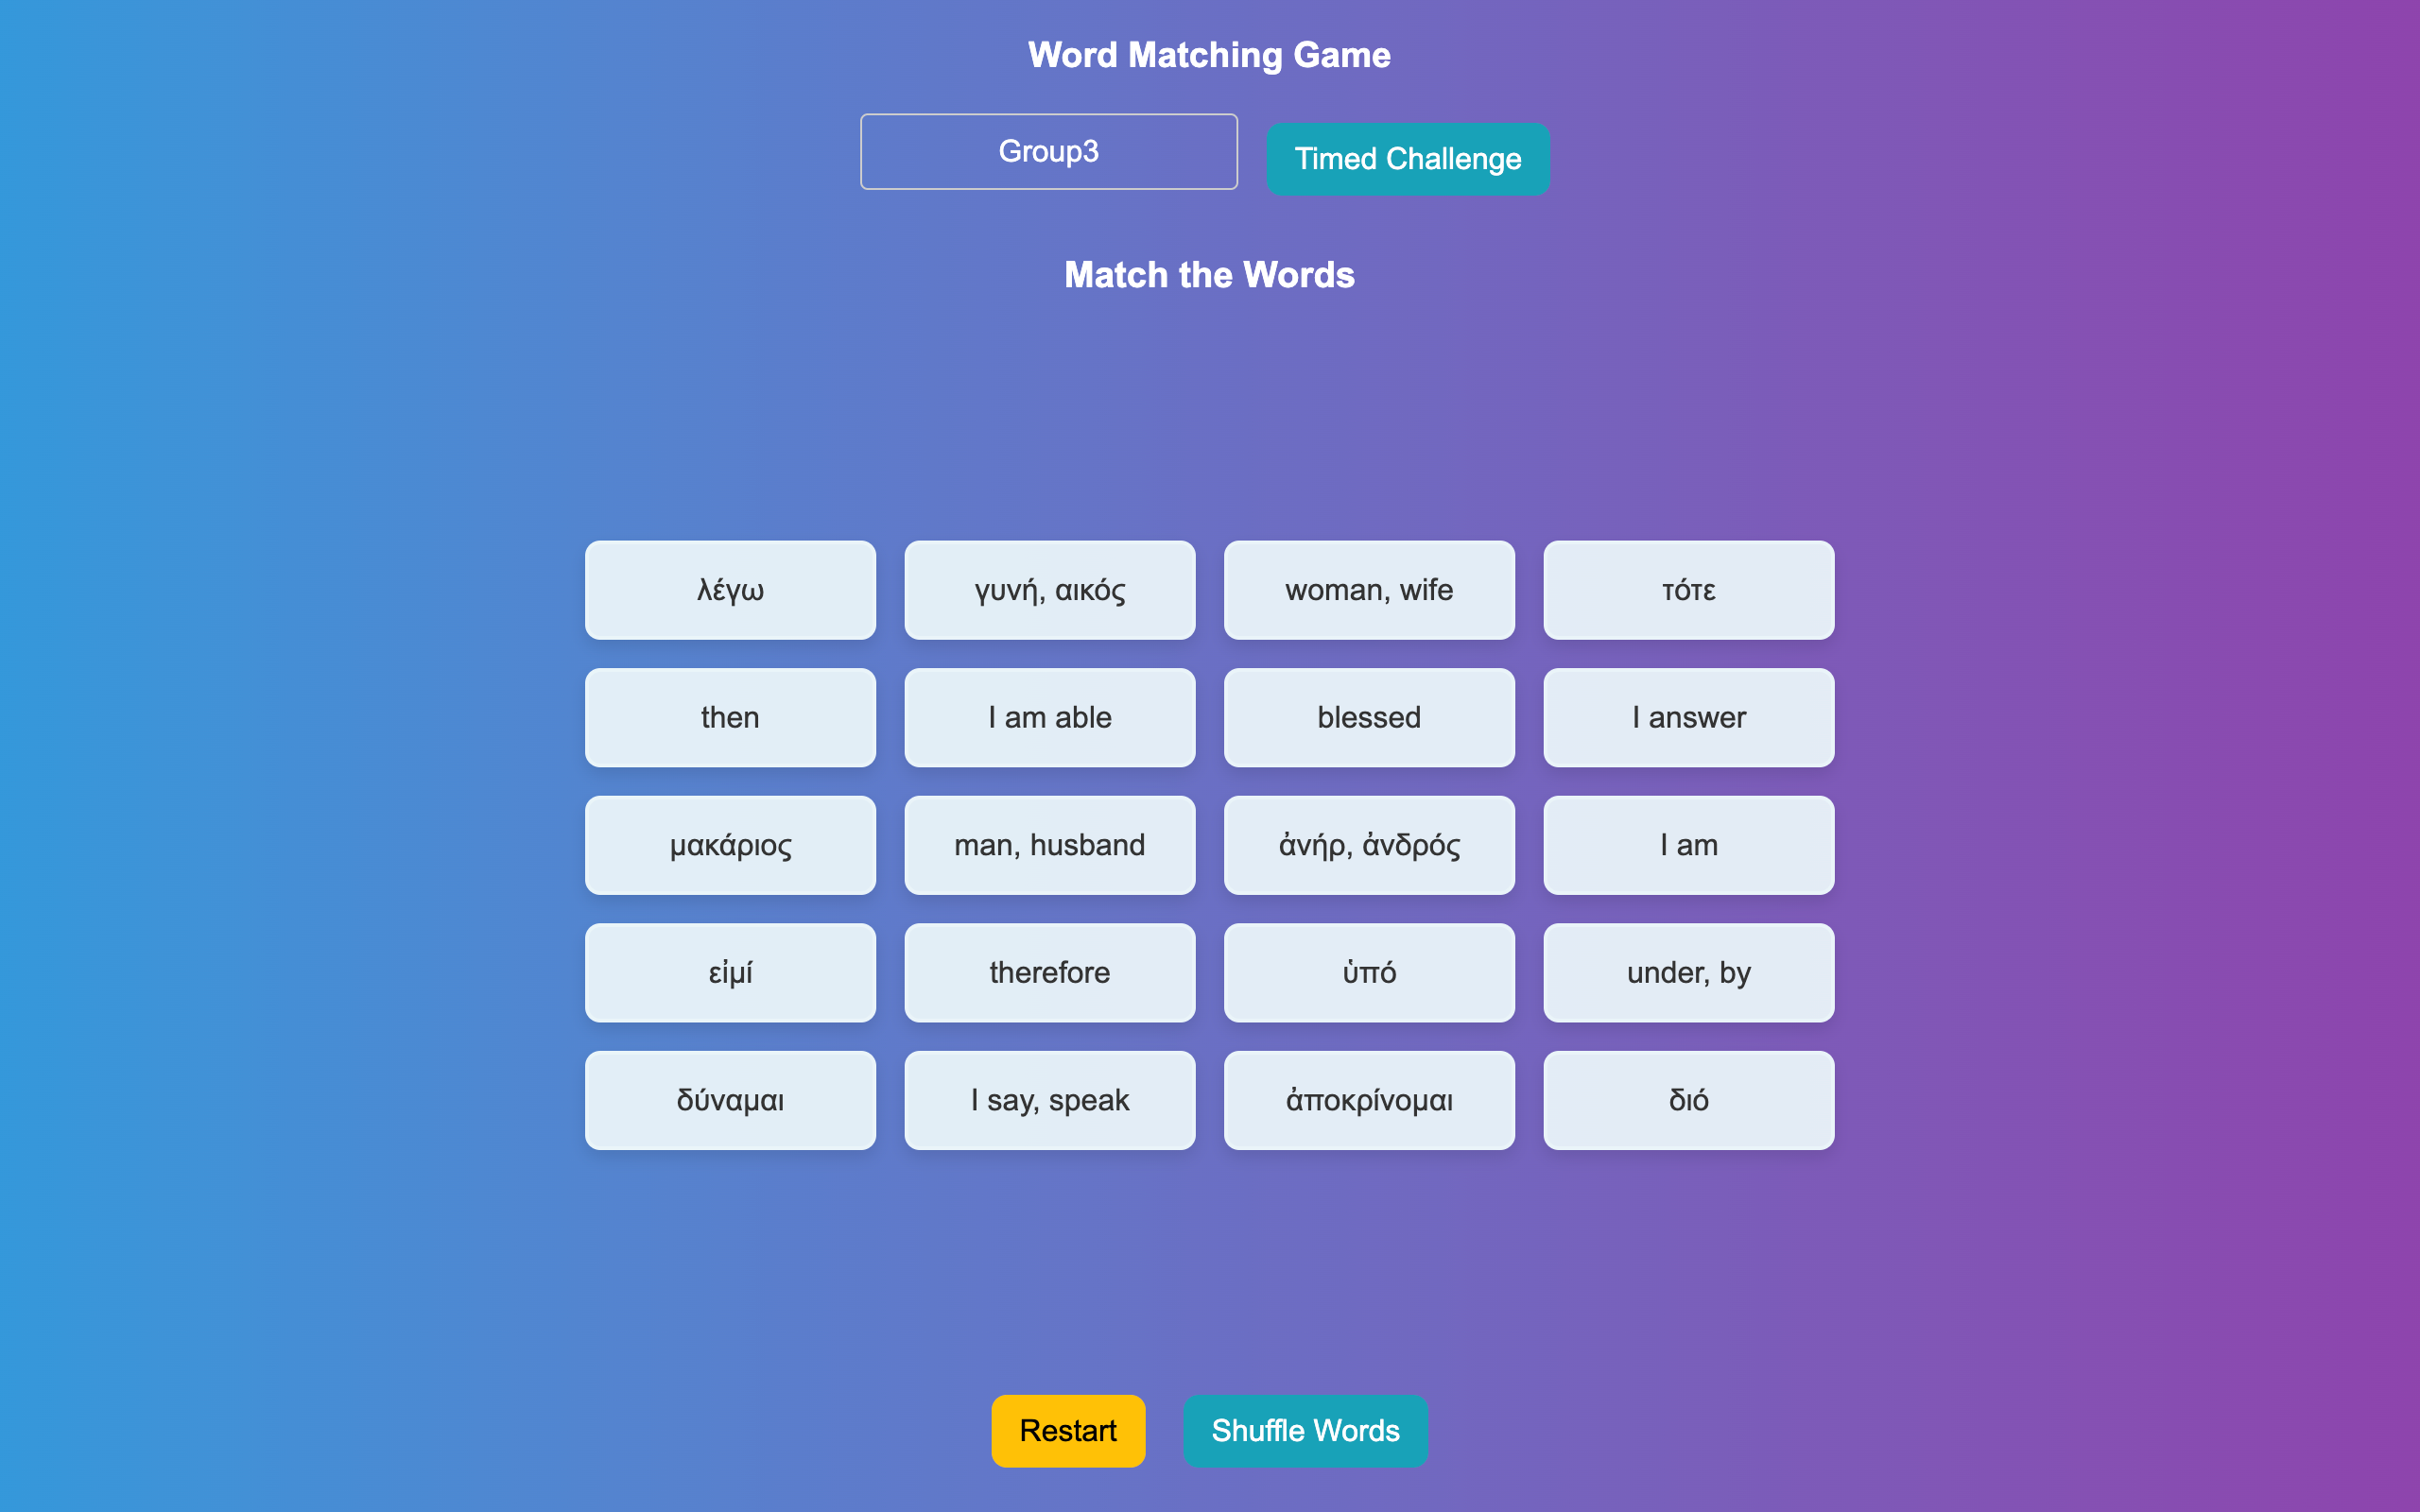 Word Matching Game
Group3
Timed Challenge
Match the Words
λέγω
γυνή, αικός
woman, wife
τότε
then
I am able
blessed
I answer
μακάριος
man, husband
ἀνήρ, ἀνδρός
I am
εἰμί
therefore
ὑπό
under, by
δύναμαι
I say, speak
ἀποκρίνομαι
διό
Restart
Shuffle Words